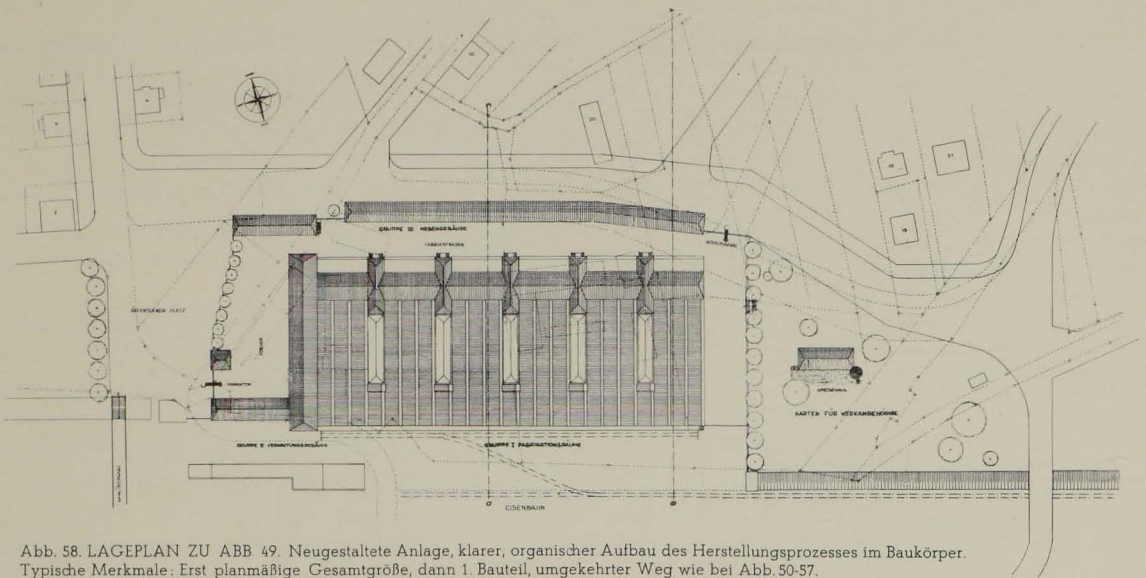 GRUPPE III NEBENGEBÄUDE
FABRIKSTRASSE
ÖFFENTLICHER PLATZ
SPEISEHAUS
GARTEN FÜR WERKANGEHÖRIGE
GRUPPE II VERWALTUNGSGEBÄUDE
GRUPPE I FABRIKATIONSRÄUME
EISENBAHN
Abb. 58. LAGEPLAN ZU ABB 49. Neugestaltete Anlage, klarer, organischer Aufbau des Herstellungsprozesses im Baukörper.
Typische Merkmale: Erst planmäßige Gesamtgröße, dann 1. Bauteil, umgekehrter Weg wie bei Abb. 50-57.